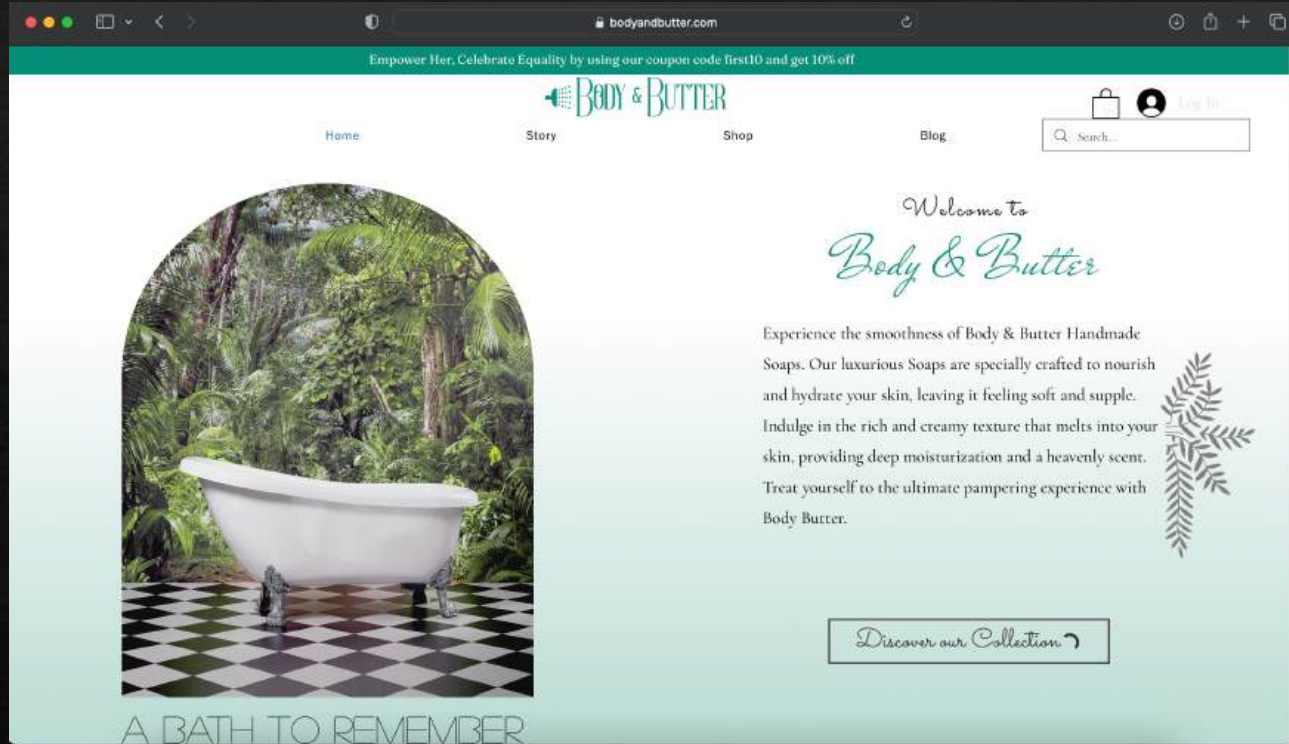 bodyandbutter.com
Empower Her, Celebrate Equality by using our coupon code first10 and get 10% off
BODY & BUTTER
Log In
Home Story Shop Blog Search...
Welcome to
Body & Butter
Experience the smoothness of Body & Butter Handmade
Soaps. Our luxurious Soaps are specially crafted to nourish
and hydrate your skin, leaving it feeling soft and supple.
Indulge in the rich and creamy texture that melts into your
skin, providing deep moisturization and a heavenly scent.
Treat yourself to the ultimate pampering experience with
Body Butter.
Discover our Collection
A BATH TO REMEMBER